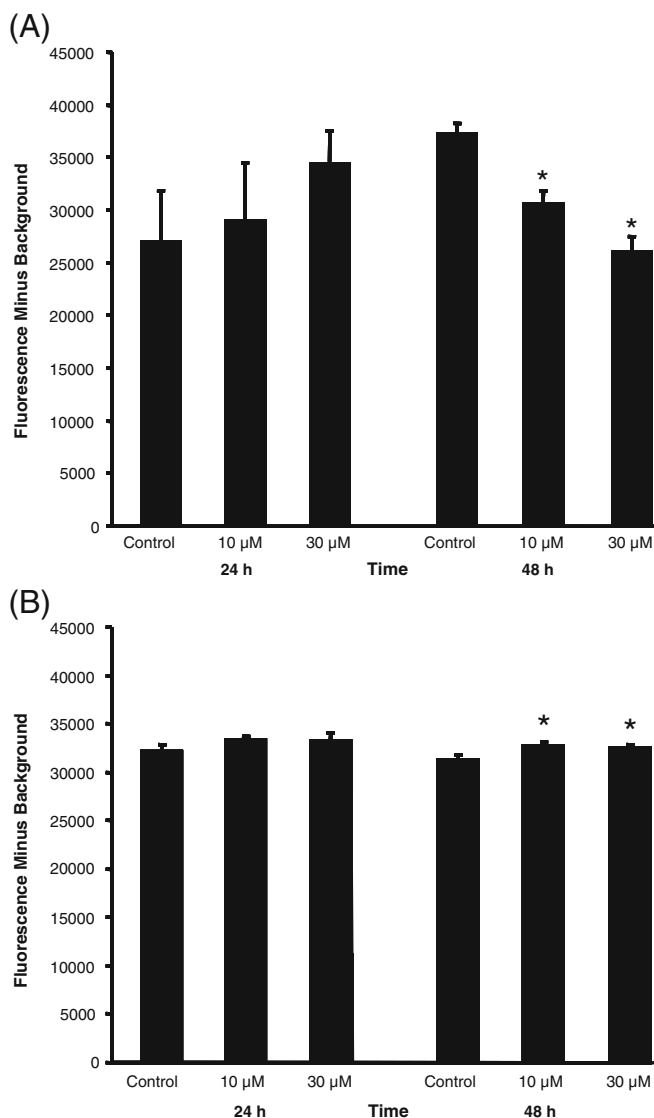 (A)
45000
40000
35000
30000
25000
20000
15000
10000
5000
0
Fluorescence Minus Background
*
*
Control 10 µM 30 µM Control 10 µM 30 µM
24 h Time 48 h
(B)
45000
40000
35000
30000
25000
20000
15000
10000
5000
0
Fluorescence Minus Background
* *
Control 10 µM 30 µM Control 10 µM 30 µM
24 h Time 48 h